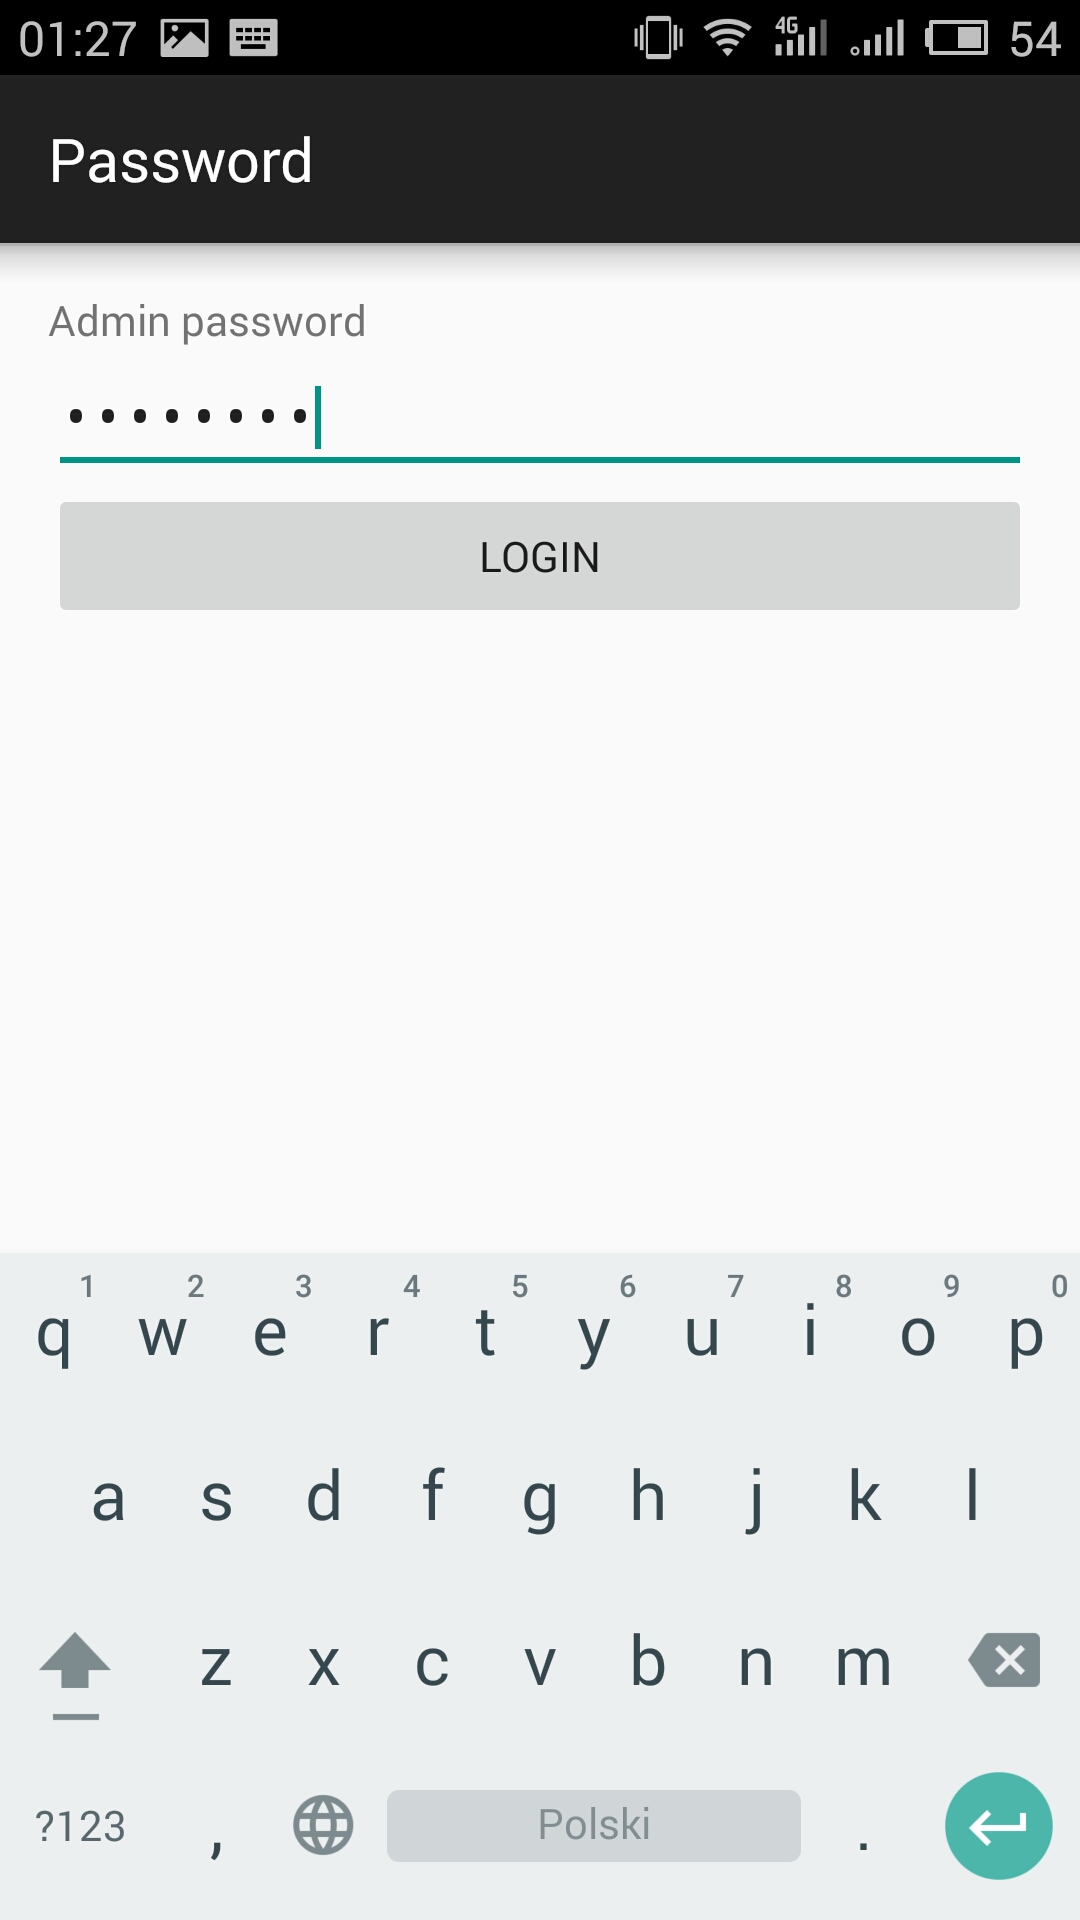 01:27 4G 54
Password
Admin password
••••••••
LOGIN
1 2 3 4 5 6 7 8 9 0
q w e r t y u i o p
a s d f g h j k l
z x c v b n m
?123 , Polski .